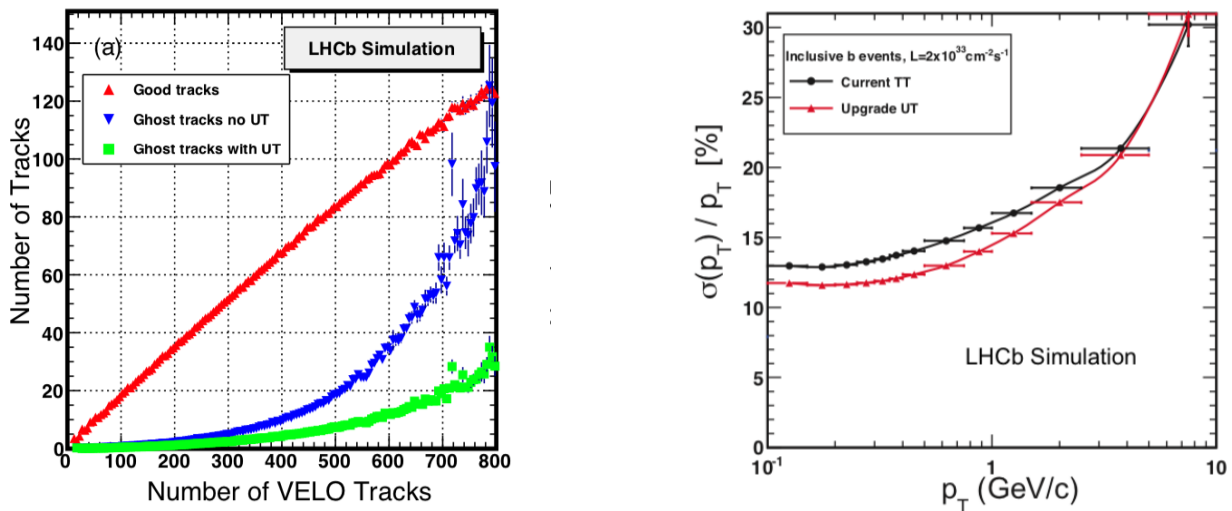 (a)
LHCb Simulation
Good tracks
Ghost tracks no UT
Ghost tracks with UT
Number of Tracks
140
120
100
80
60
40
20
0
0 100 200 300 400 500 600 700 800
Number of VELO Tracks
Inclusive b events, L=2x10³³cm⁻²s⁻¹
Current TT
Upgrade UT
σ(p_T) / p_T [%]
30%
25
20
15
10
5
0
LHCb Simulation
10⁻¹ 1 10
p_T (GeV/c)